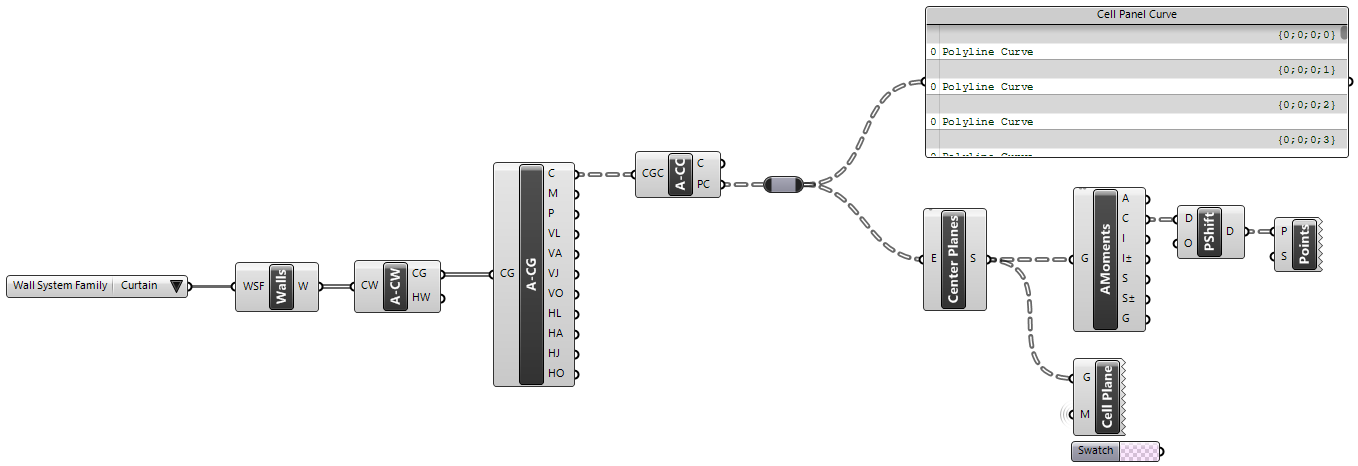 Cell Panel Curve
{0;0;0;0}
0 Polyline Curve
{0;0;0;1}
0 Polyline Curve
{0;0;0;2}
0 Polyline Curve
{0;0;0;3}
0 Polyline Curve
CGC A-CC C
PC
CG A-CG C
M
P
VL
VA
VJ
VO
HL
HA
HJ
HO
Wall System Family Curtain
WSF Walls W
CW A-CW CG
HW
E Center Planes S
G AMoments A
C
I
I±
S
S±
G
D PShift D
O
P Points
S
G Cell Plane
M
Swatch